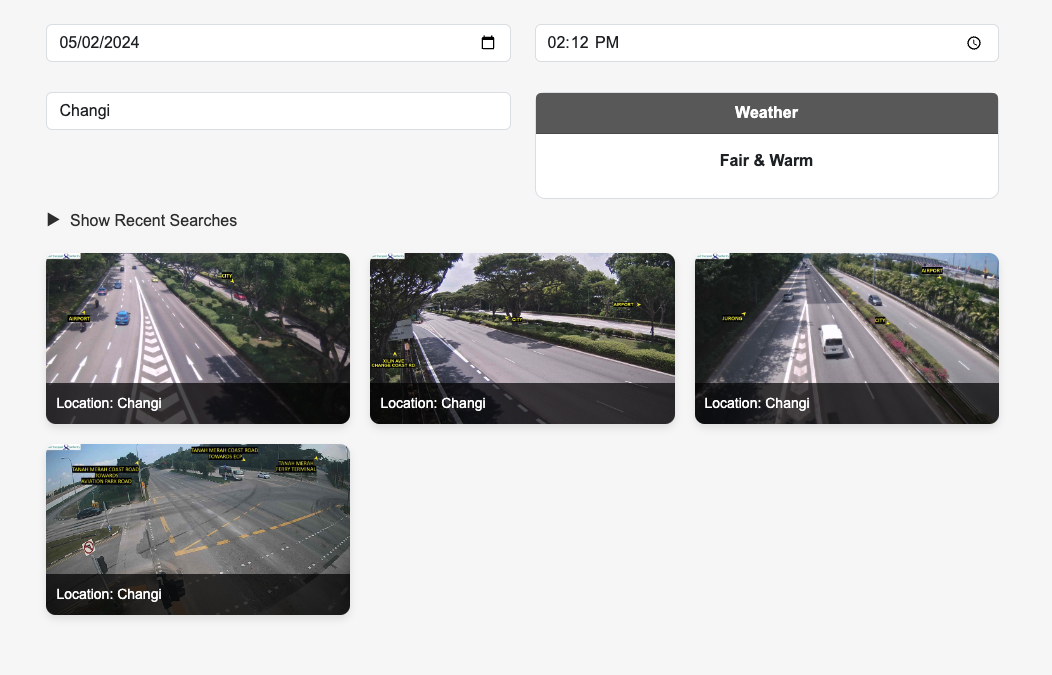 05/02/2024
02:12 PM
Changi
Weather
Fair & Warm
Show Recent Searches
CITY
AIRPORT
Location: Changi
AIRPORT
CITY
XILIN AVE
CHANGE COAST RD
Location: Changi
AIRPORT
JURONG
CITY
Location: Changi
TANAH MERAH COAST ROAD
TOWARDS ECP
TANAH MERAH
FERRY TERMINAL
TANAH MERAH COAST ROAD
TOWARDS
AVIATION PARK ROAD
Location: Changi